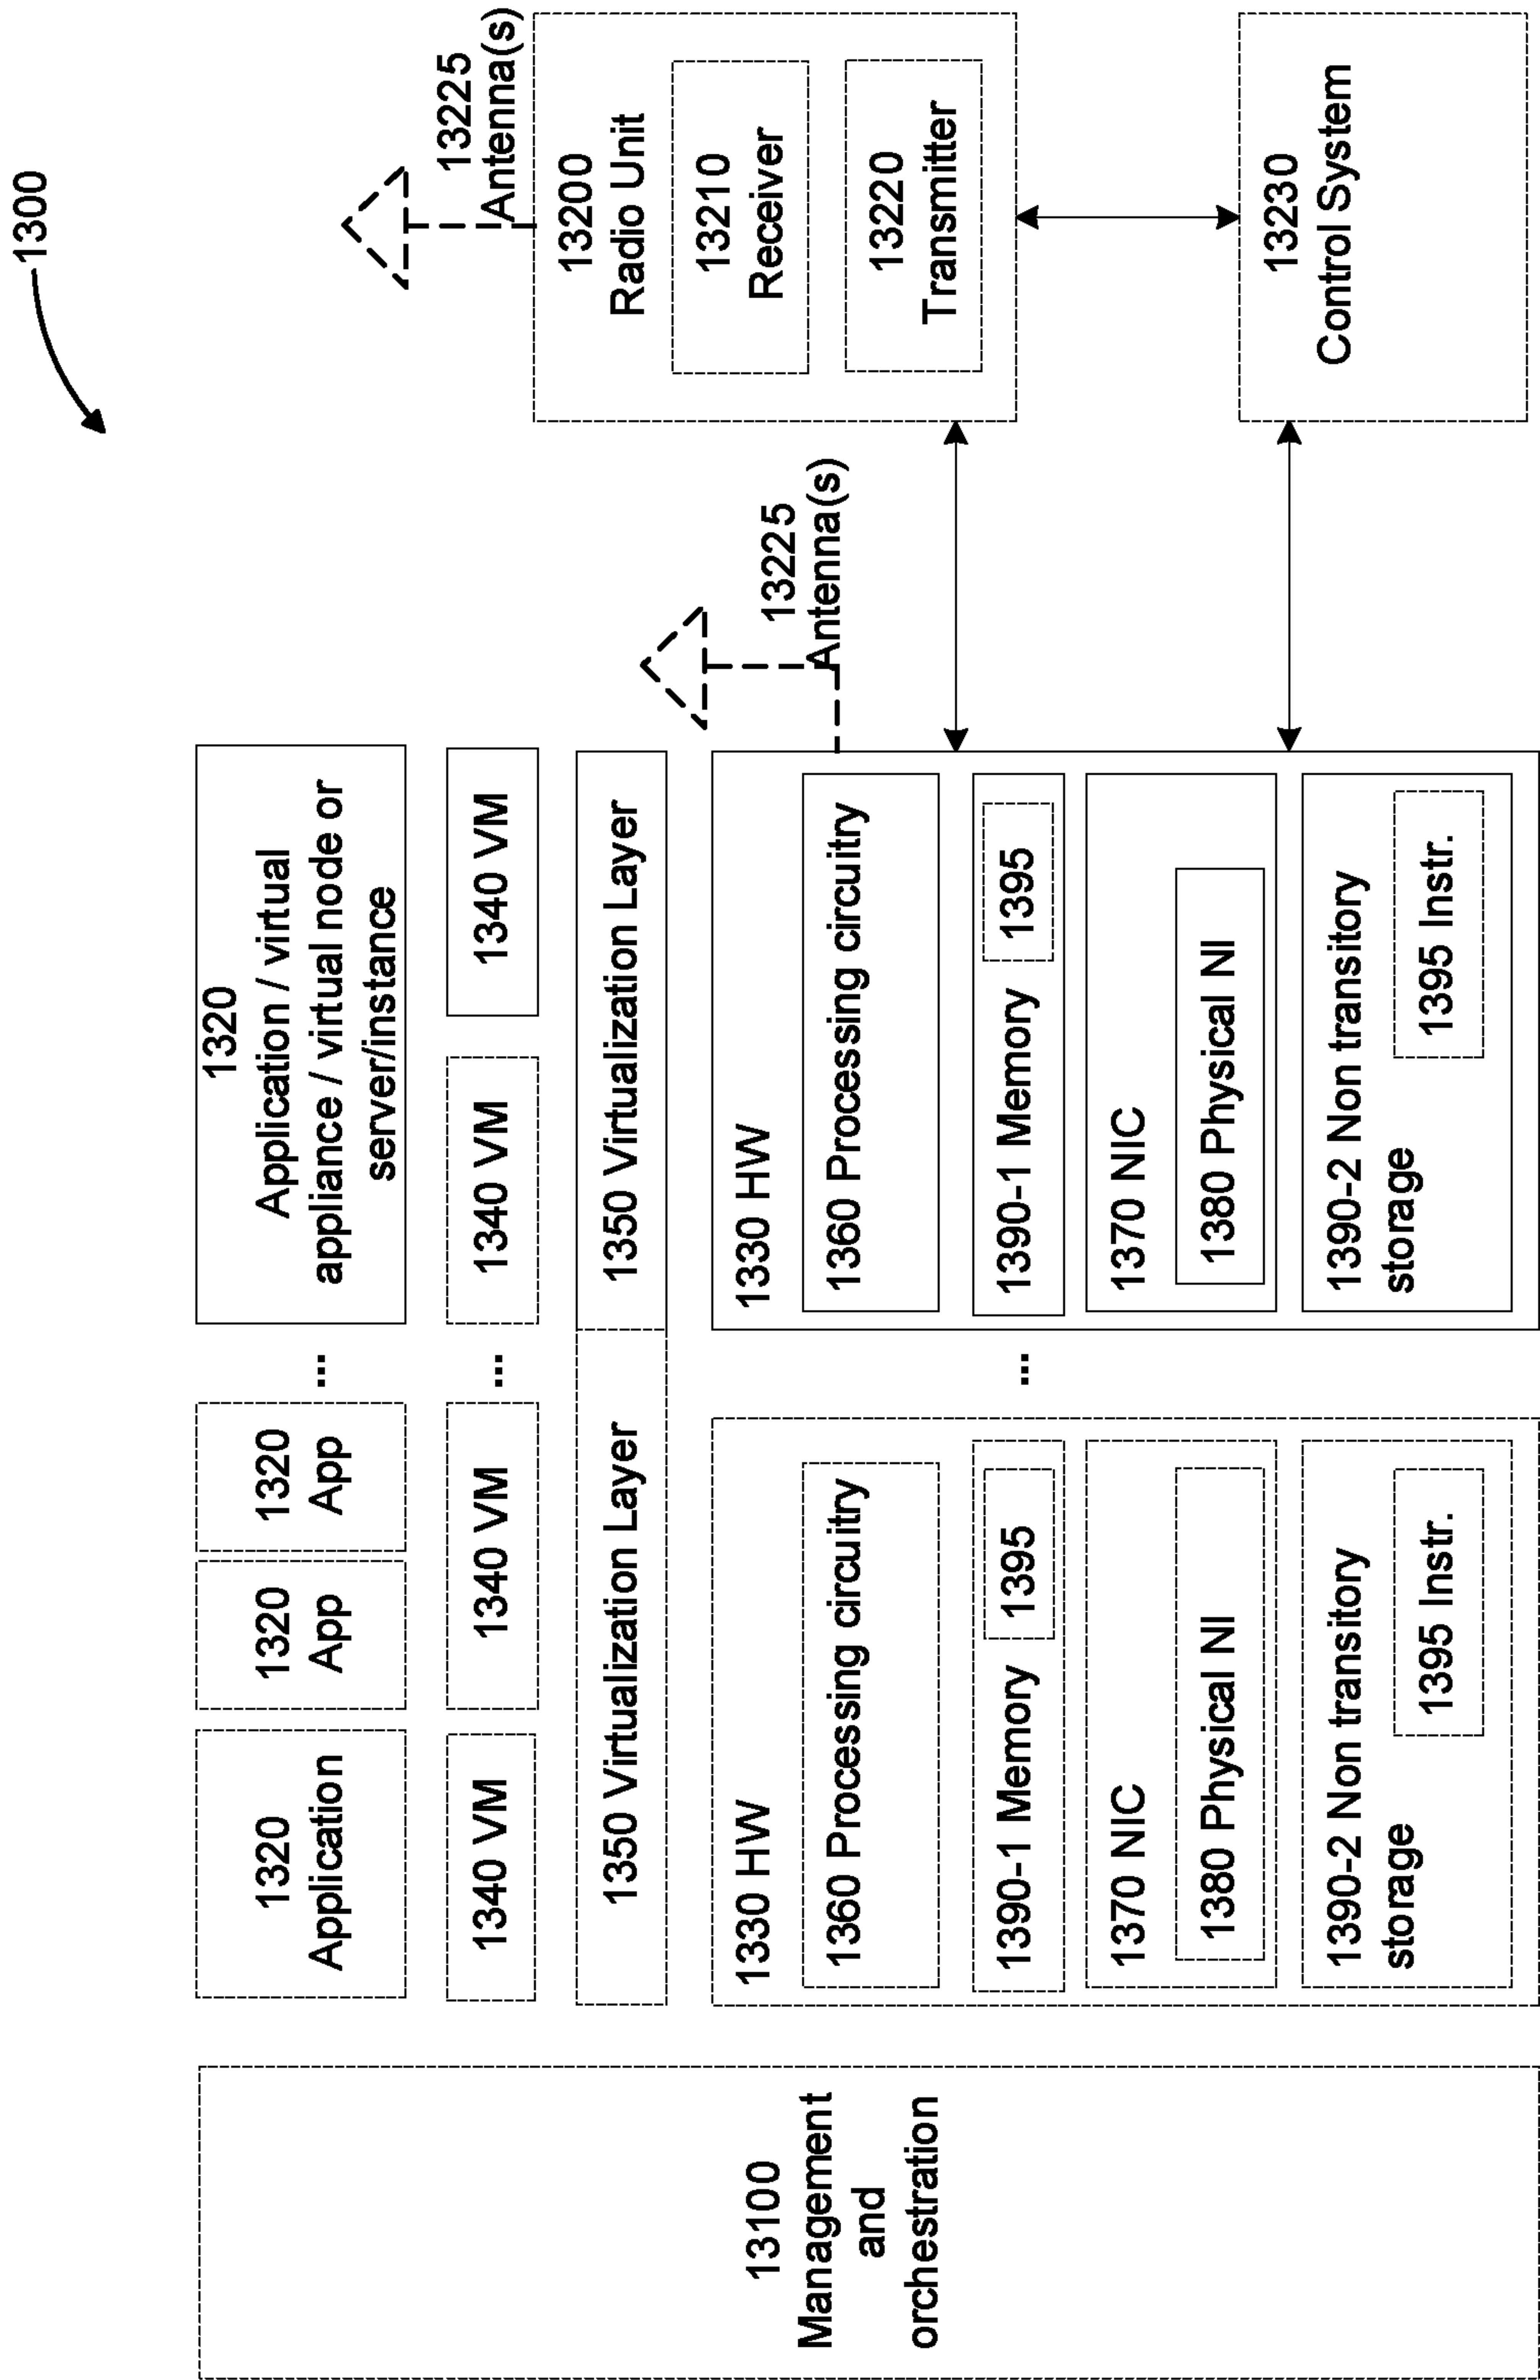 1300
13100
Management
and
orchestration
1320
Application
1320
App
1320
App
...
1320
Application / virtual
appliance / virtual node or
server/instance
1340 VM
1340 VM
...
1340 VM
1340 VM
1350 Virtualization Layer
1350 Virtualization Layer
1330 HW
1360 Processing circuitry
1390-1 Memory
1395
1370 NIC
1380 Physical NI
1390-2 Non transitory
storage
1395 Instr.
...
1330 HW
1360 Processing circuitry
1390-1 Memory
1395
1370 NIC
1380 Physical NI
1390-2 Non transitory
storage
1395 Instr.
13225
Antenna(s)
13225
Antenna(s)
13200
Radio Unit
13210
Receiver
13220
Transmitter
13230
Control System